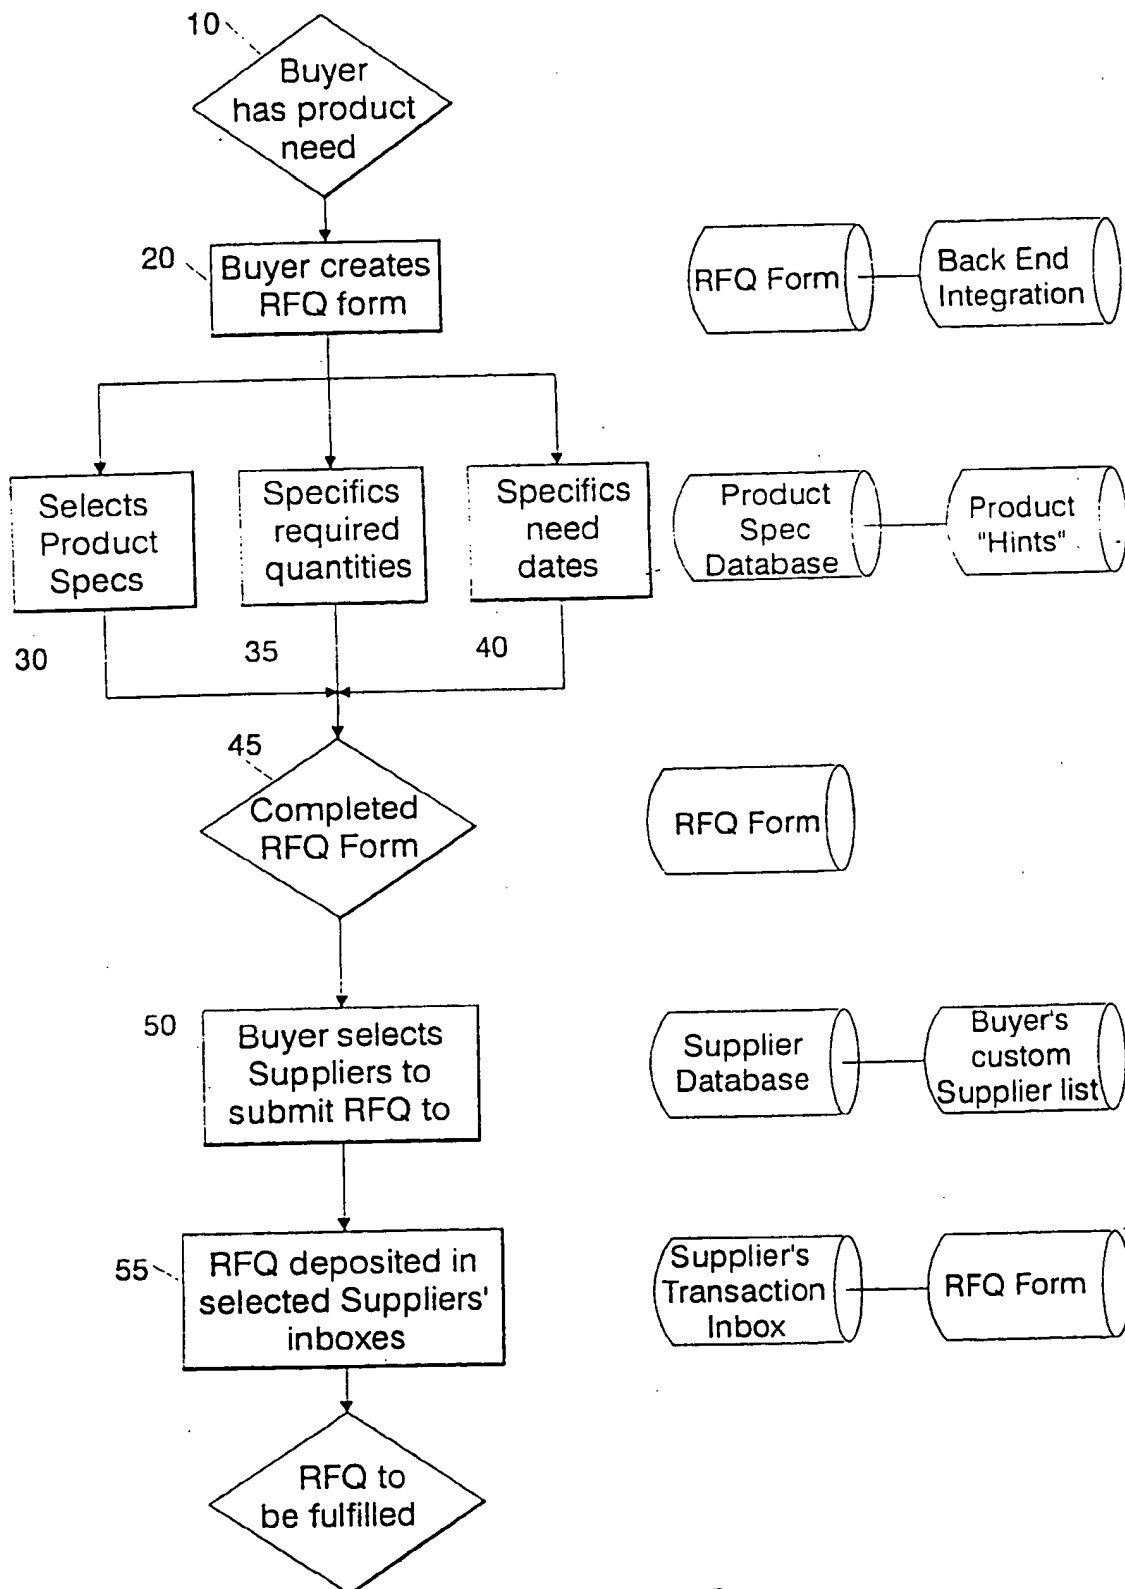 10
Buyer
has product
need
20
Buyer creates
RFQ form
RFQ Form
Back End
Integration
Selects
Product
Specs
Specifics
required
quantities
Specifics
need
dates
Product
Spec
Database
Product
"Hints"
30
35
40
45
Completed
RFQ Form
RFQ Form
50
Buyer selects
Suppliers to
submit RFQ to
Supplier
Database
Buyer's
custom
Supplier list
55
RFQ deposited in
selected Suppliers'
inboxes
Supplier's
Transaction
Inbox
RFQ Form
RFQ to
be fulfilled